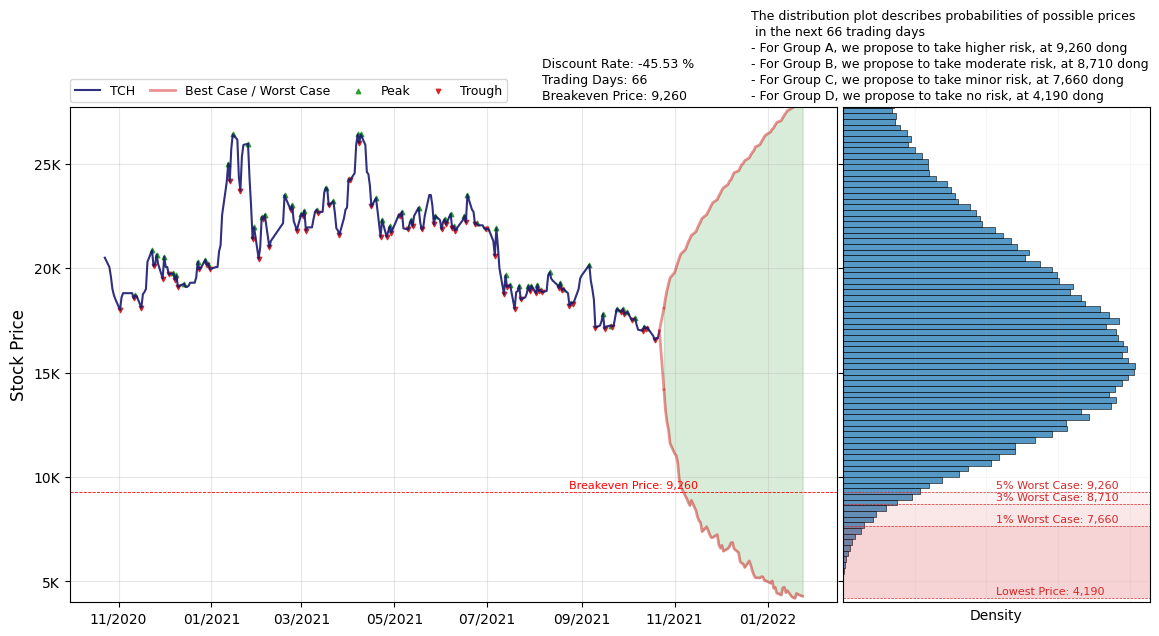 The distribution plot describes probabilities of possible prices
in the next 66 trading days
- For Group A, we propose to take higher risk, at 9,260 dong
- For Group B, we propose to take moderate risk, at 8,710 dong
- For Group C, we propose to take minor risk, at 7,660 dong
- For Group D, we propose to take no risk, at 4,190 dong
Discount Rate: -45.53 %
Trading Days: 66
Breakeven Price: 9,260
TCH
Best Case / Worst Case
Peak
Trough
Stock Price
25K
20K
15K
10K
5K
Breakeven Price: 9,260
11/2020
01/2021
03/2021
05/2021
07/2021
09/2021
11/2021
01/2022
5% Worst Case: 9,260
3% Worst Case: 8,710
1% Worst Case: 7,660
Lowest Price: 4,190
Density